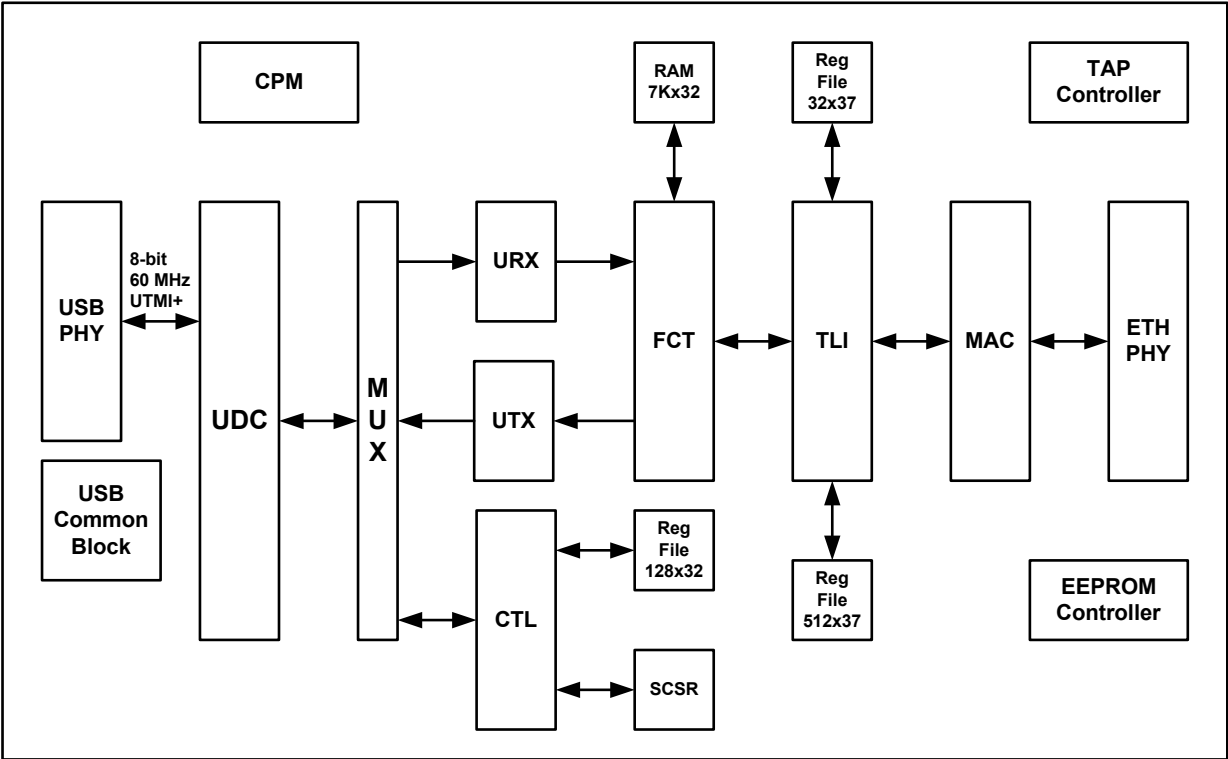 CPM
RAM
7Kx32
Reg
File
32x37
TAP
Controller
USB
PHY
8-bit
60 MHz
UTMI+
UDC
M
U
X
URX
UTX
FCT
TLI
MAC
ETH
PHY
USB
Common
Block
CTL
Reg
File
128x32
SCSR
Reg
File
512x37
EEPROM
Controller